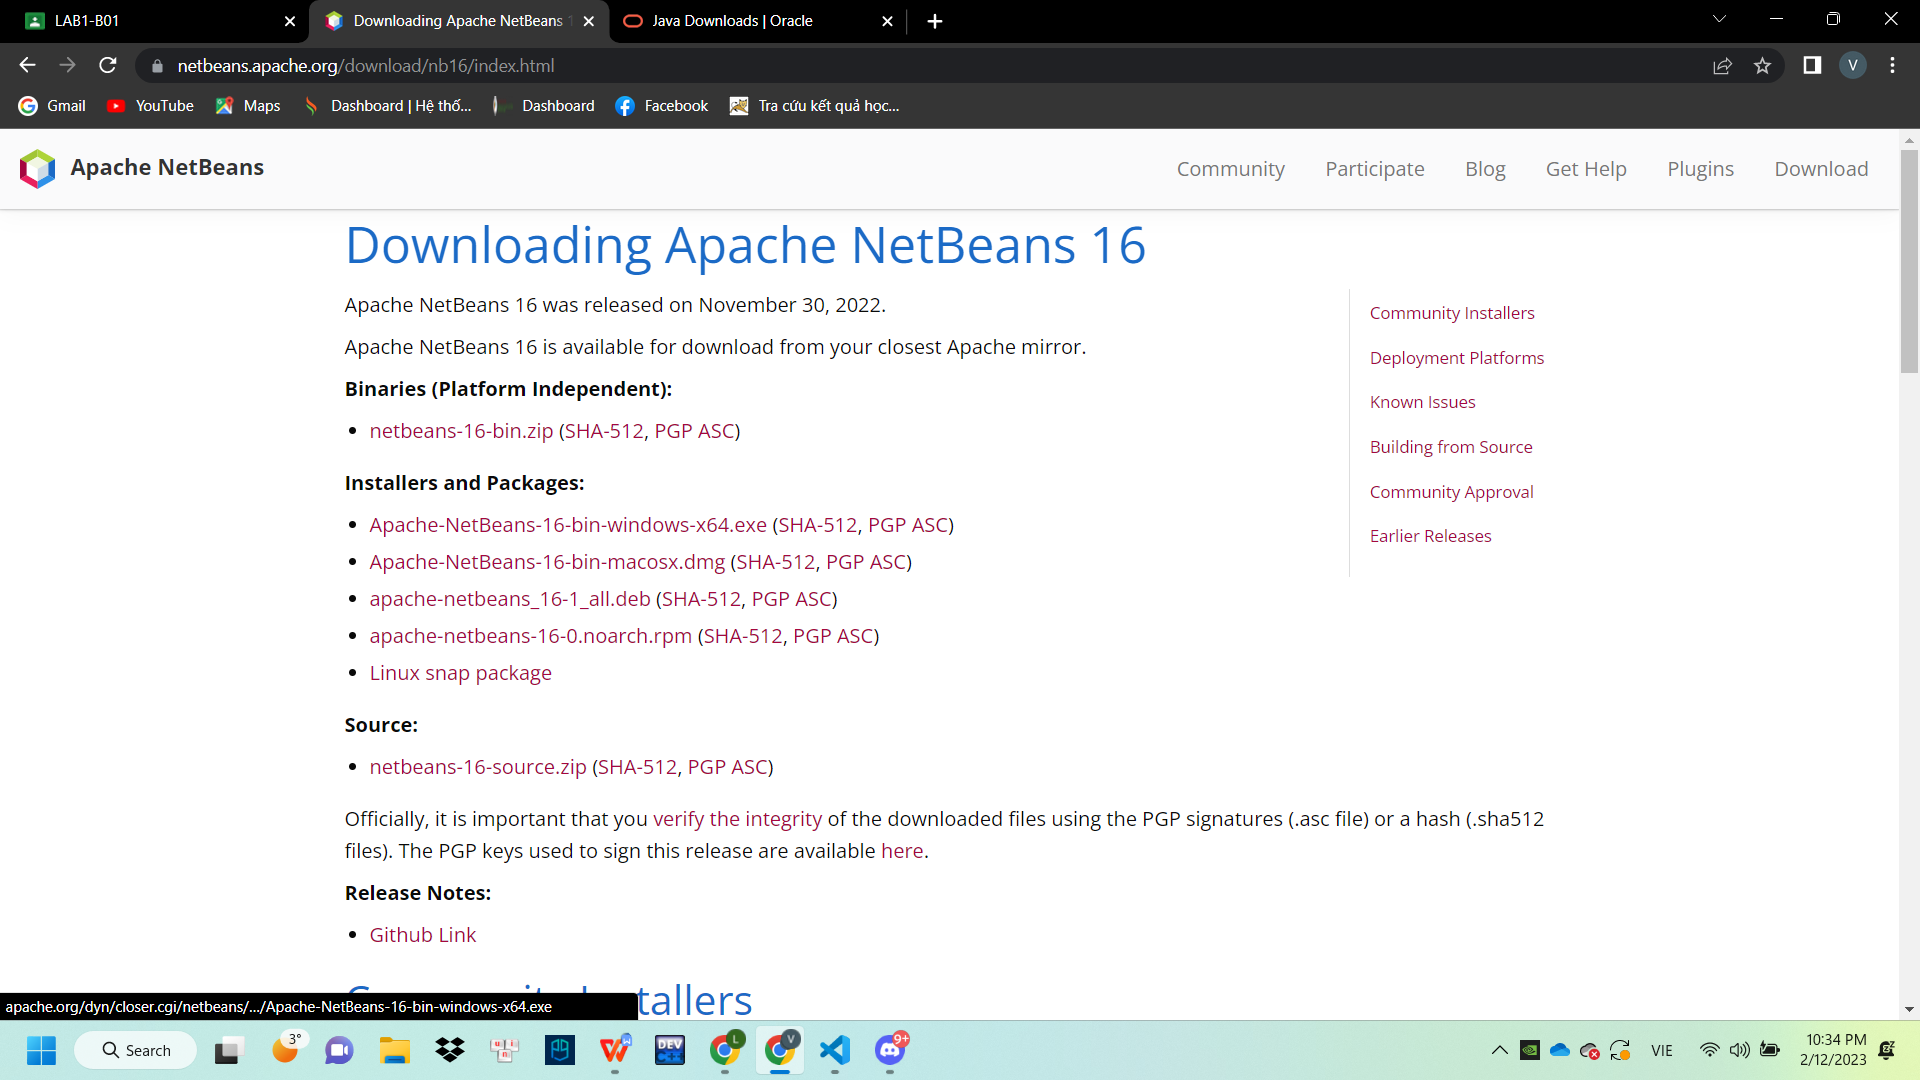 LAB1-B01
Downloading Apache NetBeans 1
Java Downloads | Oracle
netbeans.apache.org/download/nb16/index.html
V
Gmail
YouTube
Maps
Dashboard | Hệ thố...
Dashboard
Facebook
Tra cứu kết quả học...
Apache NetBeans
Community
Participate
Blog
Get Help
Plugins
Download
Downloading Apache NetBeans 16
Apache NetBeans 16 was released on November 30, 2022.
Apache NetBeans 16 is available for download from your closest Apache mirror.
Binaries (Platform Independent):
netbeans-16-bin.zip (SHA-512, PGP ASC)
Installers and Packages:
Apache-NetBeans-16-bin-windows-x64.exe (SHA-512, PGP ASC)
Apache-NetBeans-16-bin-macosx.dmg (SHA-512, PGP ASC)
apache-netbeans_16-1_all.deb (SHA-512, PGP ASC)
apache-netbeans-16-0.noarch.rpm (SHA-512, PGP ASC)
Linux snap package
Source:
netbeans-16-source.zip (SHA-512, PGP ASC)
Officially, it is important that you verify the integrity of the downloaded files using the PGP signatures (.asc file) or a hash (.sha512
files). The PGP keys used to sign this release are available here.
Release Notes:
Github Link
Community Installers
Deployment Platforms
Known Issues
Building from Source
Community Approval
Earlier Releases
tallers
apache.org/dyn/closer.cgi/netbeans/.../Apache-NetBeans-16-bin-windows-x64.exe
Search
3°
DEV
C++
L
V
9+
VIE
10:34 PM
2/12/2023